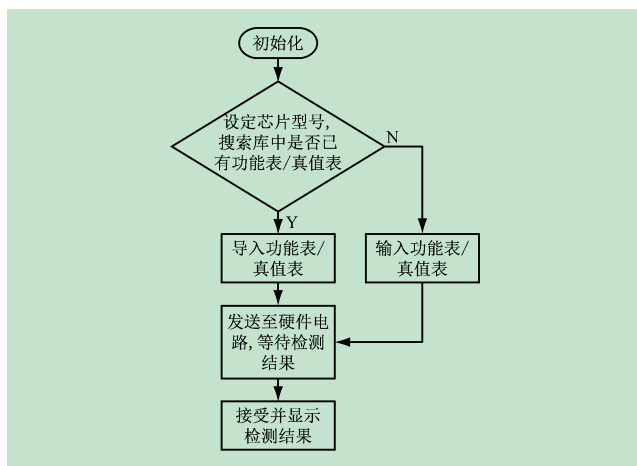 初始化
设定芯片型号,
搜索库中是否已
有功能表/真值表
N
Y
导入功能表/
真值表
输入功能表/
真值表
发送至硬件电
路,等待检测
结果
接受并显示
检测结果